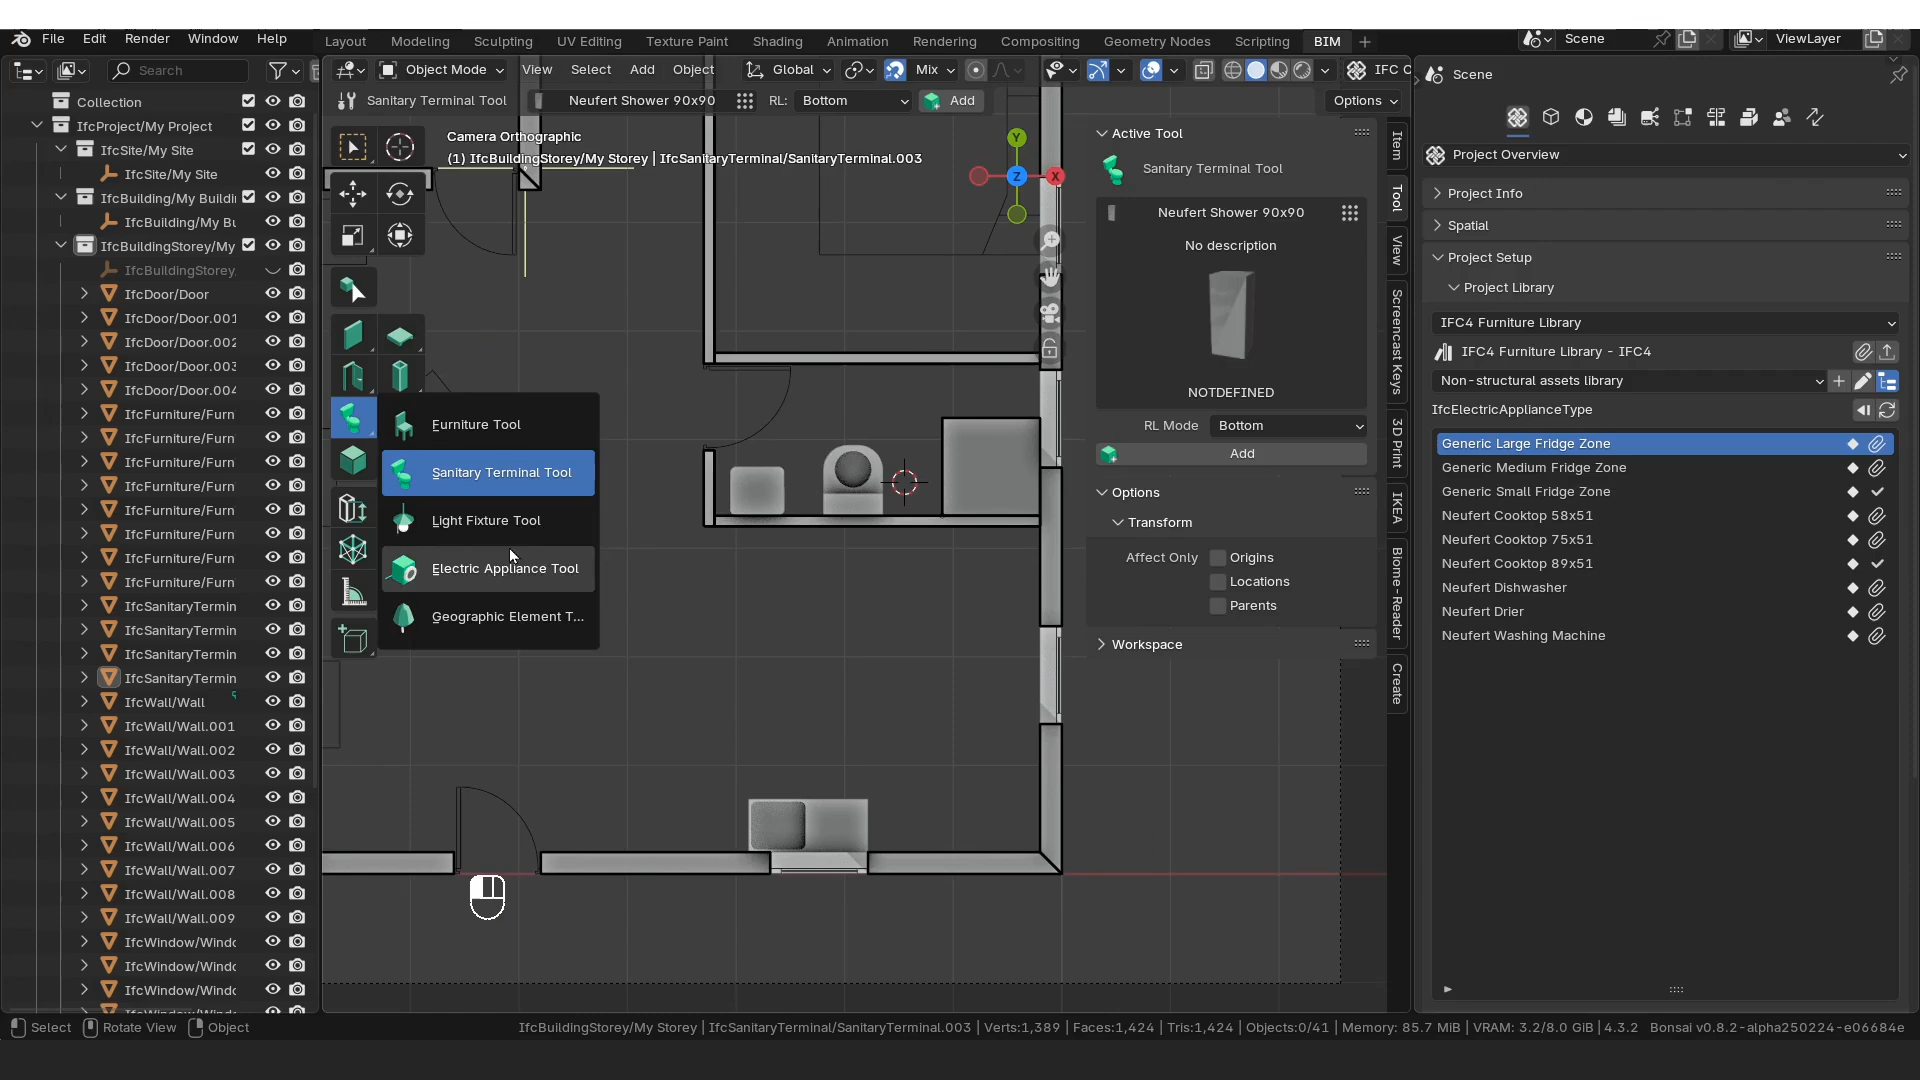 File Edit Render Window Help
Layout Modeling Sculpting UV Editing Texture Paint Shading Animation Rendering Compositing Geometry Nodes Scripting BIM
Scene
ViewLayer
Search
Object Mode View Select Add Object Global Mix IFC C
Sanitary Terminal Tool Neufert Shower 90x90 RL: Bottom Add Options
Collection
IfcProject/My Project
IfcSite/My Site
IfcSite/My Site
IfcBuilding/My Buildi
IfcBuilding/My Bu
IfcBuildingStorey/My
IfcBuildingStorey
IfcDoor/Door
IfcDoor/Door.001
IfcDoor/Door.002
IfcDoor/Door.003
IfcDoor/Door.004
IfcFurniture/Furn
IfcFurniture/Furn
IfcFurniture/Furn
IfcFurniture/Furn
IfcFurniture/Furn
IfcFurniture/Furn
IfcFurniture/Furn
IfcFurniture/Furn
IfcSanitaryTermin
IfcSanitaryTermin
IfcSanitaryTermin
IfcSanitaryTermin
IfcWall/Wall
IfcWall/Wall.001
IfcWall/Wall.002
IfcWall/Wall.003
IfcWall/Wall.004
IfcWall/Wall.005
IfcWall/Wall.006
IfcWall/Wall.007
IfcWall/Wall.008
IfcWall/Wall.009
IfcWindow/Windo
IfcWindow/Windo
IfcWindow/Windo
Camera Orthographic
(1) IfcBuildingStorey/My Storey | IfcSanitaryTerminal/SanitaryTerminal.003
Y
Z
X
Furniture Tool
Sanitary Terminal Tool
Light Fixture Tool
Electric Appliance Tool
Geographic Element T...
Active Tool
Sanitary Terminal Tool
Neufert Shower 90x90
No description
NOTDEFINED
RL Mode Bottom
Add
Options
Transform
Affect Only Origins
Locations
Parents
Workspace
Item
Tool
View
Screencast Keys
3D Print
IKEA
Biome-Reader
Create
Scene
Project Overview
Project Info
Spatial
Project Setup
Project Library
IFC4 Furniture Library
IFC4 Furniture Library - IFC4
Non-structural assets library
IfcElectricApplianceType
Generic Large Fridge Zone
Generic Medium Fridge Zone
Generic Small Fridge Zone
Neufert Cooktop 58x51
Neufert Cooktop 75x51
Neufert Cooktop 89x51
Neufert Dishwasher
Neufert Drier
Neufert Washing Machine
Select Rotate View Object
IfcBuildingStorey/My Storey | IfcSanitaryTerminal/SanitaryTerminal.003 | Verts:1,389 | Faces:1,424 | Tris:1,424 | Objects:0/41 | Memory: 85.7 MiB | VRAM: 3.2/8.0 GiB | 4.3.2 Bonsai v0.8.2-alpha250224-e06684e